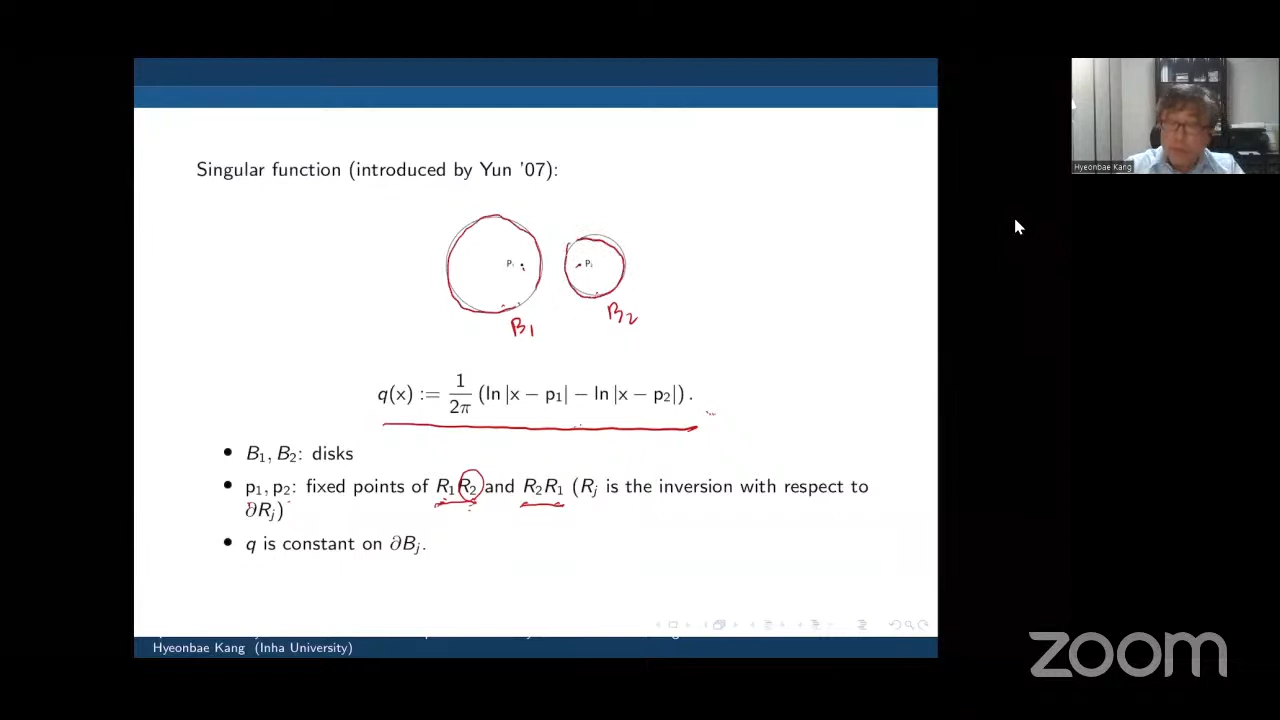 Singular function (introduced by Yun '07):
P₁
P₂
B₁
B₂
q(x) := 1/2π (ln |x − p₁| − ln |x − p₂|) .
• B₁, B₂: disks
• p₁, p₂: fixed points of R₁R₂ and R₂R₁ (Rⱼ is the inversion with respect to
∂Rⱼ)
• q is constant on ∂Bⱼ.
Hyeonbae Kang (Inha University)
Hyeonbae Kang
zoom